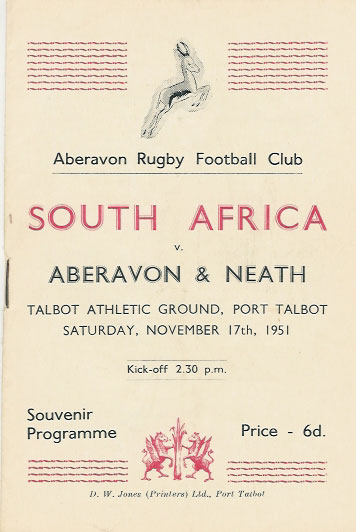 Aberavon Rugby Football Club
SOUTH AFRICA
v.
ABERAVON & NEATH
TALBOT ATHLETIC GROUND, PORT TALBOT
SATURDAY, NOVEMBER 17th, 1951
Kick-off 2.30 p.m.
Souvenir
Programme
Price - 6d.
D. W. Jones (Printers) Ltd., Port Talbot